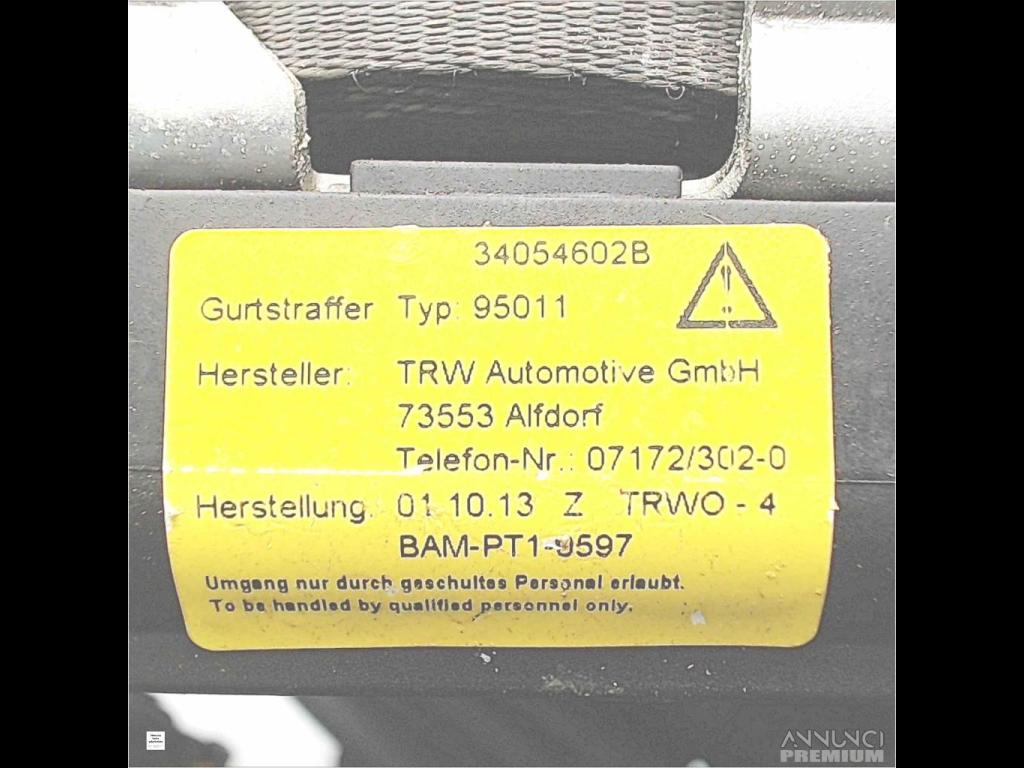 34054602B
Gurtstraffer Typ: 95011
Hersteller: TRW Automotive GmbH
73553 Alfdorf
Telefon-Nr.: 07172/302-0
Herstellung. 01.10.13 Z TRWO - 4
BAM-PT1-9597
Umgang nur durch geschultes Personal erlaubt.
To be handled by qualified personnel only.
ANNUNCI
PREMIUM